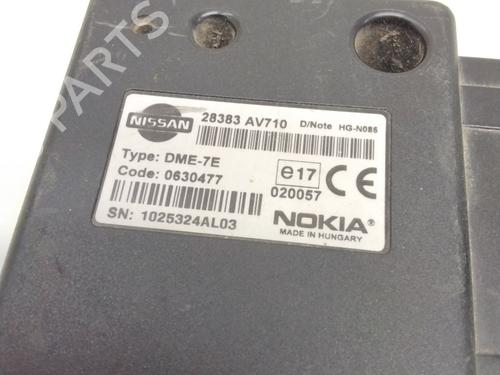 NISSAN 28383 AV710 D/Note HG-N085
Type: DME-7E
Code: 0630477
e17 CE
020057
SN: 1025324AL03
NOKIA®
MADE IN HUNGARY
PARTS